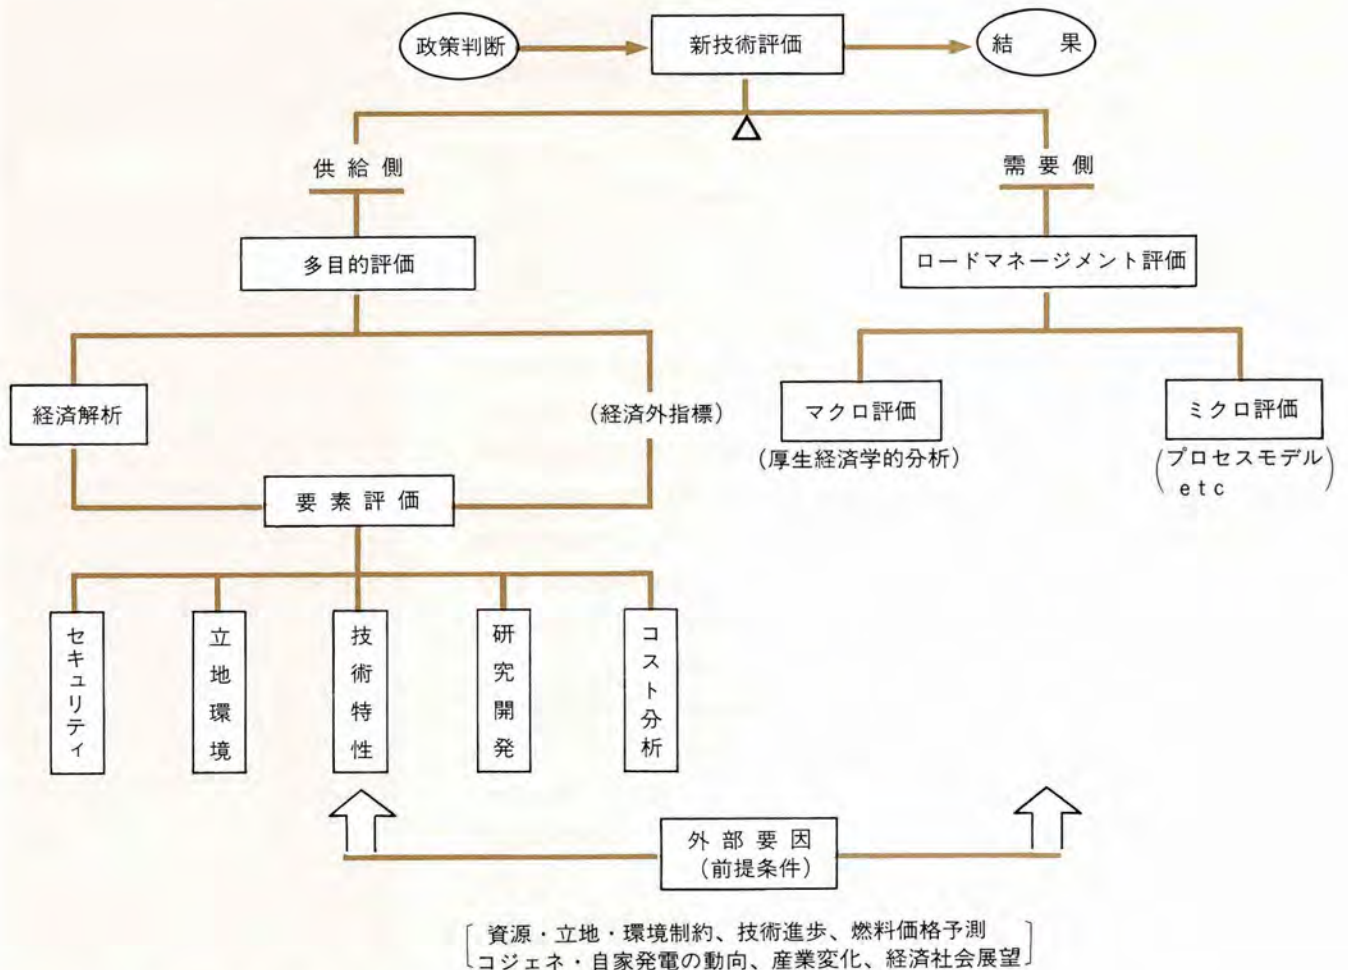 政策判断
新技術評価
結 果
供給側
需要側
多目的評価
ロードマネージメント評価
経済解析
(経済外指標)
マクロ評価
(厚生経済学的分析)
ミクロ評価
(プロセスモデル
etc)
要素評価
セキュリティ
立地環境
技術特性
研究開発
コスト分析
外部要因
(前提条件)
[資源・立地・環境制約、技術進歩、燃料価格予測
コジェネ・自家発電の動向、産業変化、経済社会展望]